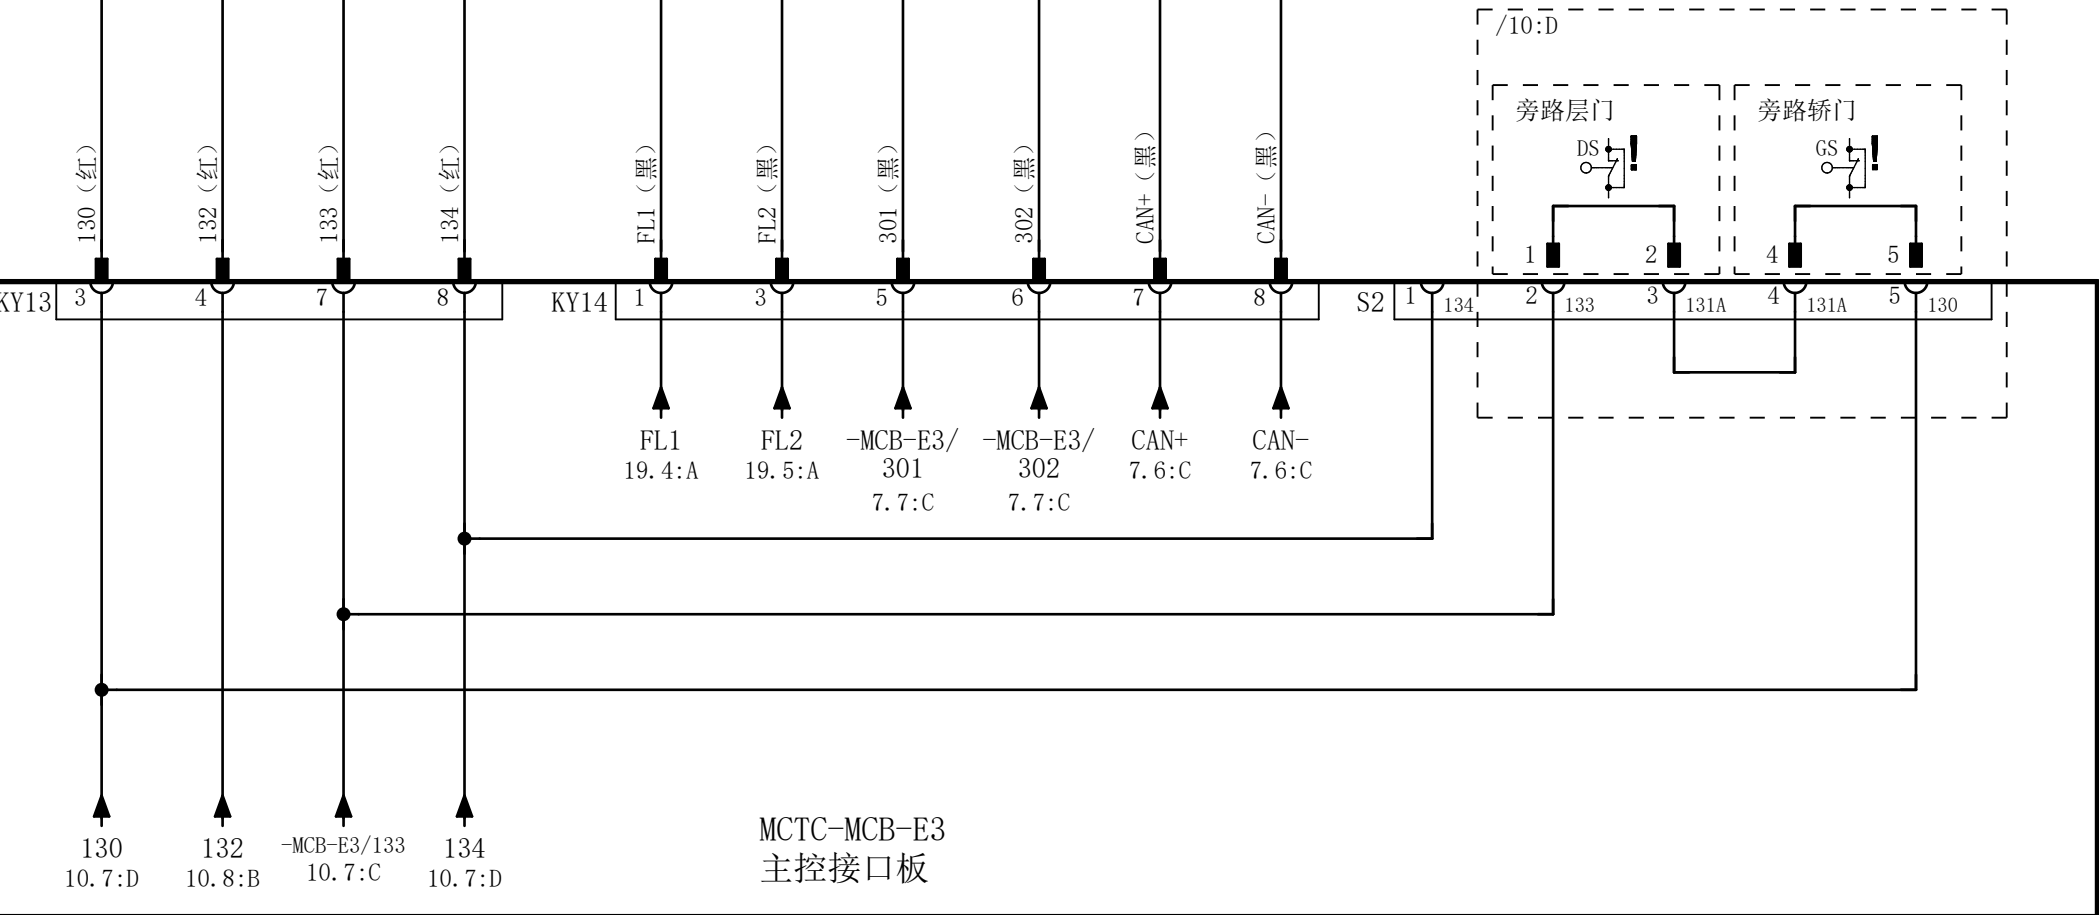 /10:D
旁路层门
旁路轿门
DS
GS
130（红）
132（红）
133（红）
134（红）
FL1（黑）
FL2（黑）
301（黑）
302（黑）
CAN+（黑）
CAN-（黑）
1
2
4
5
KY13
3
4
7
8
KY14
1
3
5
6
7
8
S2
1
134
2
133
3
131A
4
131A
5
130
FL1
19.4:A
FL2
19.5:A
-MCB-E3/
301
7.7:C
-MCB-E3/
302
7.7:C
CAN+
7.6:C
CAN-
7.6:C
130
10.7:D
132
10.8:B
-MCB-E3/133
10.7:C
134
10.7:D
MCTC-MCB-E3
主控接口板